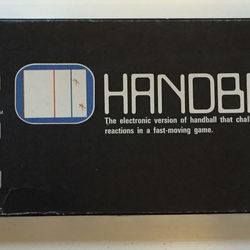 HANDB
The electronic version of handball that chal
reactions in a fast-moving game.